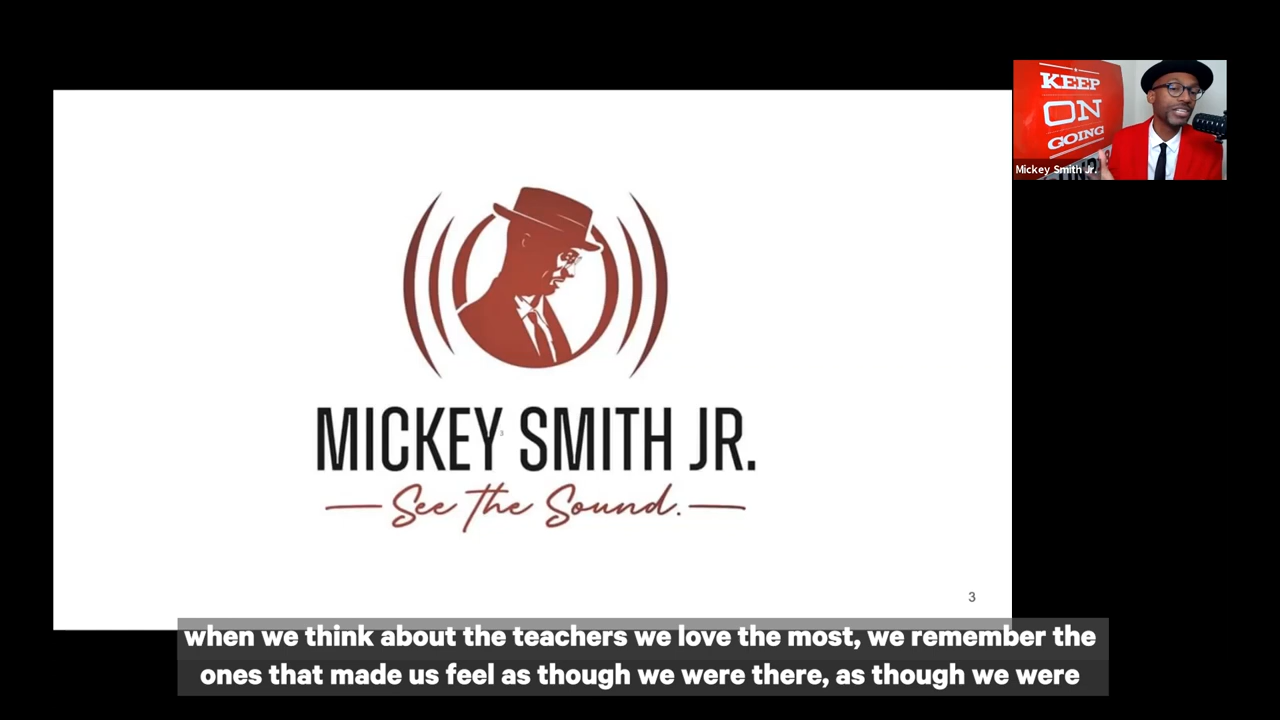 KEEP
ON
GOING
Mickey Smith Jr.
MICKEY SMITH JR.
See The Sound.
3
when we think about the teachers we love the most, we remember the
ones that made us feel as though we were there, as though we were